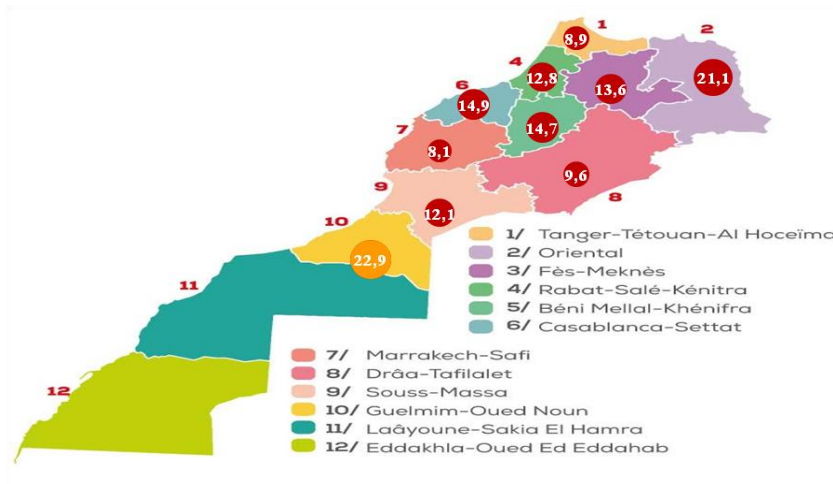 1
2
8,9
4
12,8
21,1
6
13,6
14,9
14,7
7
8,1
9,6
9
8
12,1
10
22,9
11
12
1/ Tanger-Tétouan-Al Hoceïma
2/ Oriental
3/ Fès-Meknès
4/ Rabat-Salé-Kénitra
5/ Béni Mellal-Khénifra
6/ Casablanca-Settat
7/ Marrakech-Safi
8/ Drâa-Tafilalet
9/ Souss-Massa
10/ Guelmim-Oued Noun
11/ Laâyoune-Sakia El Hamra
12/ Eddakhla-Oued Ed Eddahab